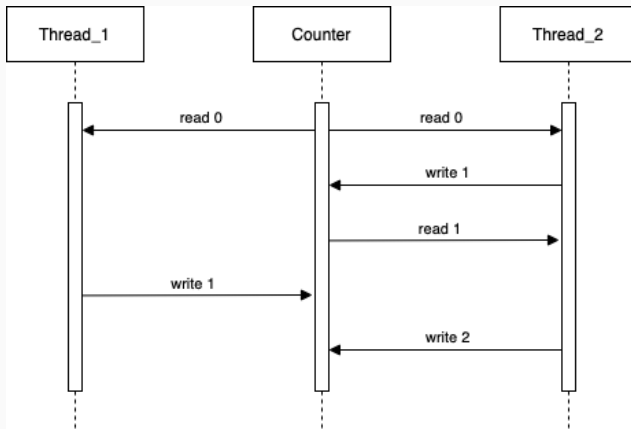 Thread_1
Counter
Thread_2
read 0
read 0
write 1
read 1
write 1
write 2